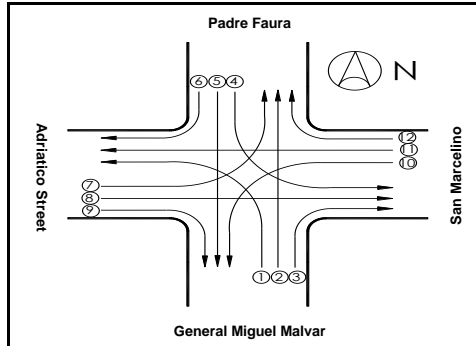 Padre Faura
6 5 4
N
Adriatico Street
San Marcelino
12
11
10
7
8
9
1 2 3
General Miguel Malvar